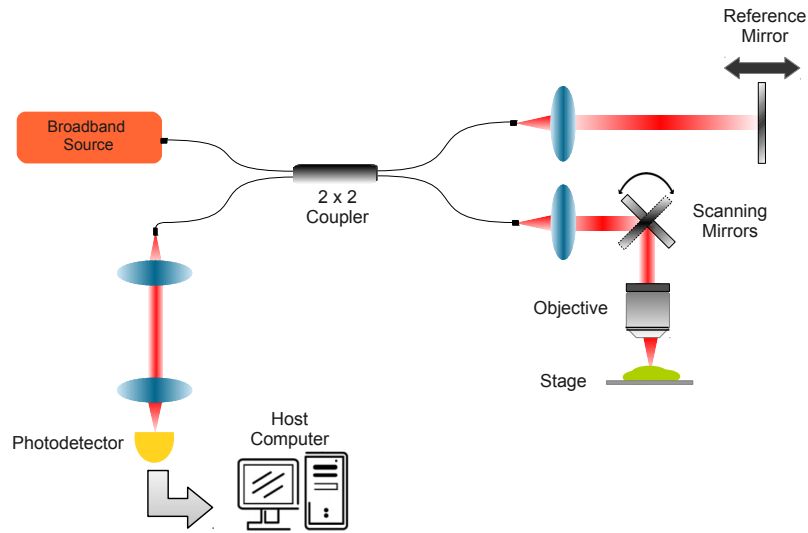 Reference
Mirror
Broadband
Source
2 x 2
Coupler
Scanning
Mirrors
Objective
Stage
Photodetector
Host
Computer